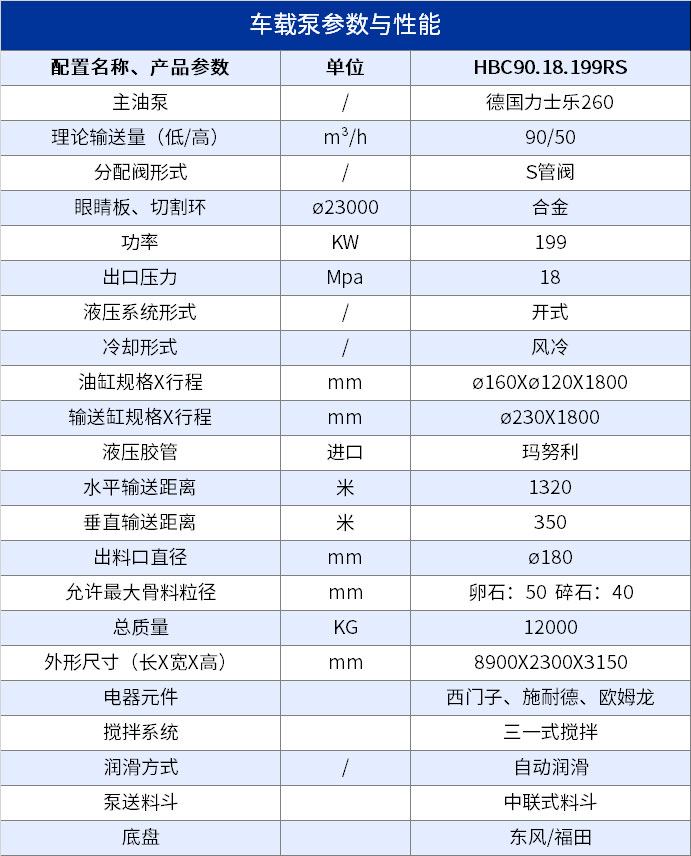 车载泵参数与性能
配置名称、产品参数 单位 HBC90.18.199RS
主油泵 / 德国力士乐260
理论输送量（低/高） m³/h 90/50
分配阀形式 / S管阀
眼睛板、切割环 ø23000 合金
功率 KW 199
出口压力 Mpa 18
液压系统形式 / 开式
冷却形式 / 风冷
油缸规格X行程 mm ø160Xø120X1800
输送缸规格X行程 mm ø230X1800
液压胶管 进口 玛努利
水平输送距离 米 1320
垂直输送距离 米 350
出料口直径 mm ø180
允许最大骨料粒径 mm 卵石：50 碎石：40
总质量 KG 12000
外形尺寸（长X宽X高） mm 8900X2300X3150
电器元件 西门子、施耐德、欧姆龙
搅拌系统 三一式搅拌
润滑方式 / 自动润滑
泵送料斗 中联式料斗
底盘 东风/福田